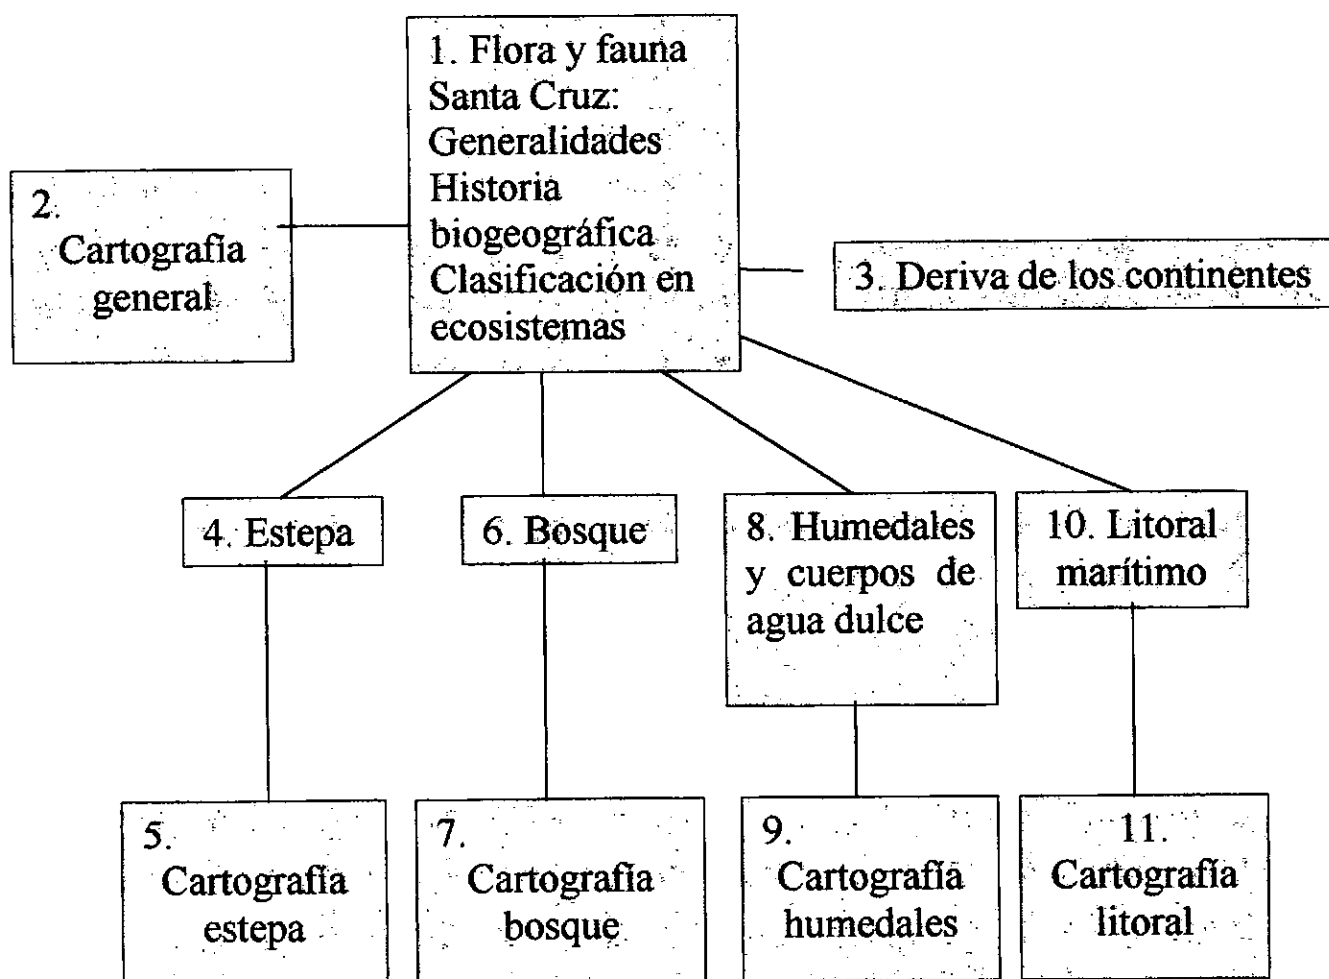 1. Flora y fauna
Santa Cruz:
Generalidades
Historia
biogeográfica
Clasificación en
ecosistemas
2.
Cartografía
general
3. Deriva de los continentes
4. Estepa
6. Bosque
8. Humedales
y cuerpos de
agua dulce
10. Litoral
marítimo
5.
Cartografía
estepa
7.
Cartografía
bosque
9.
Cartografía
humedales
11.
Cartografía
litoral